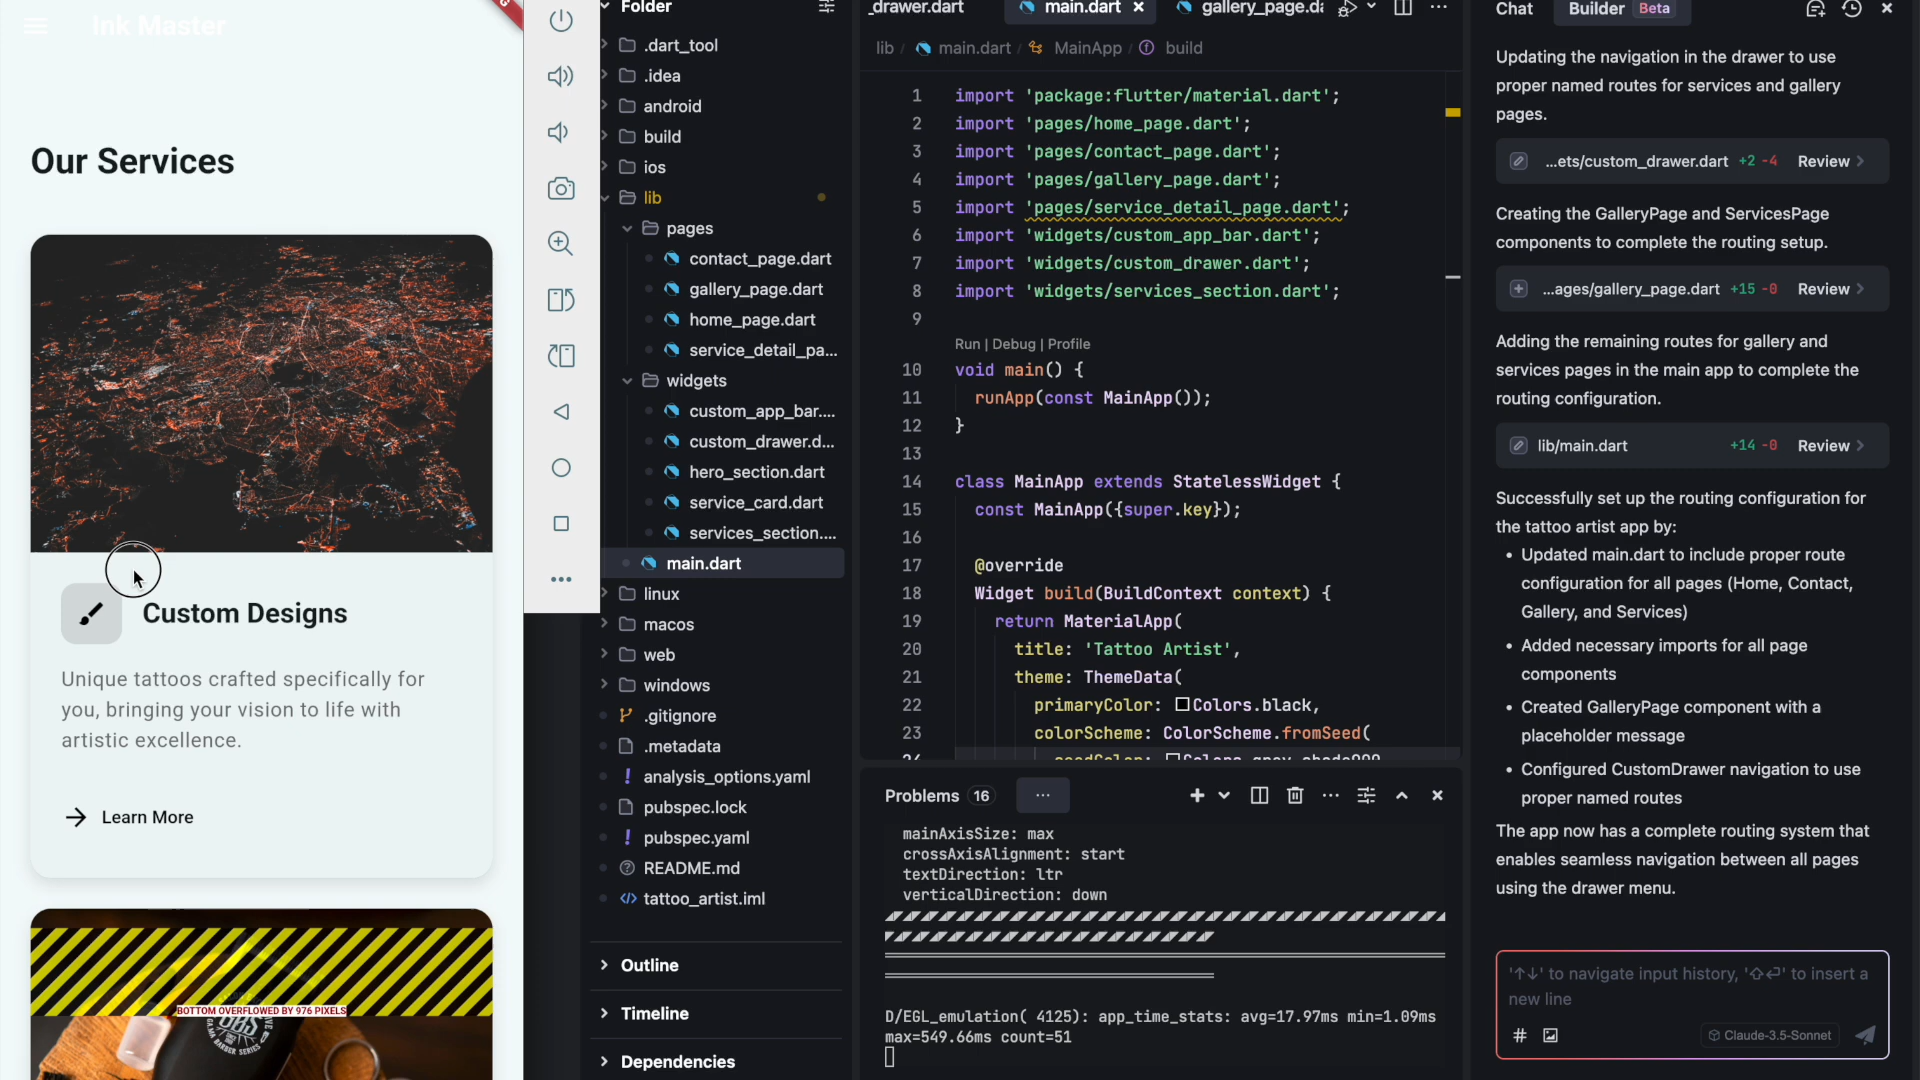 Ink Master
Our Services
Custom Designs
Unique tattoos crafted specifically for
you, bringing your vision to life with
artistic excellence.
Learn More
BOTTOM OVERFLOWED BY 976 PIXELS
Folder
.dart_tool
.idea
android
build
ios
lib
pages
contact_page.dart
gallery_page.dart
home_page.dart
service_detail_pa...
widgets
custom_app_bar....
custom_drawer.d...
hero_section.dart
service_card.dart
services_section....
main.dart
linux
macos
web
windows
.gitignore
.metadata
analysis_options.yaml
pubspec.lock
pubspec.yaml
README.md
tattoo_artist.iml
Outline
Timeline
Dependencies
_drawer.dart main.dart gallery_page.da
lib / main.dart / MainApp / build
1 import 'package:flutter/material.dart';
2 import 'pages/home_page.dart';
3 import 'pages/contact_page.dart';
4 import 'pages/gallery_page.dart';
5 import 'pages/service_detail_page.dart';
6 import 'widgets/custom_app_bar.dart';
7 import 'widgets/custom_drawer.dart';
8 import 'widgets/services_section.dart';
9
Run | Debug | Profile
10 void main() {
11 runApp(const MainApp());
12 }
13
14 class MainApp extends StatelessWidget {
15 const MainApp({super.key});
16
17 @override
18 Widget build(BuildContext context) {
19 return MaterialApp(
20 title: 'Tattoo Artist',
21 theme: ThemeData(
22 primaryColor: Colors.black,
23 colorScheme: ColorScheme.fromSeed(
Problems 16
mainAxisSize: max
crossAxisAlignment: start
textDirection: ltr
verticalDirection: down
D/EGL_emulation( 4125): app_time_stats: avg=17.97ms min=1.09ms
max=549.66ms count=51
Chat Builder Beta
Updating the navigation in the drawer to use
proper named routes for services and gallery
pages.
...ets/custom_drawer.dart +2 -4 Review
Creating the GalleryPage and ServicesPage
components to complete the routing setup.
...ages/gallery_page.dart +15 -0 Review
Adding the remaining routes for gallery and
services pages in the main app to complete the
routing configuration.
lib/main.dart +14 -0 Review
Successfully set up the routing configuration for
the tattoo artist app by:
• Updated main.dart to include proper route
configuration for all pages (Home, Contact,
Gallery, and Services)
• Added necessary imports for all page
components
• Created GalleryPage component with a
placeholder message
• Configured CustomDrawer navigation to use
proper named routes
The app now has a complete routing system that
enables seamless navigation between all pages
using the drawer menu.
'↑↓' to navigate input history, '⇧⏎' to insert a
new line
Claude-3.5-Sonnet